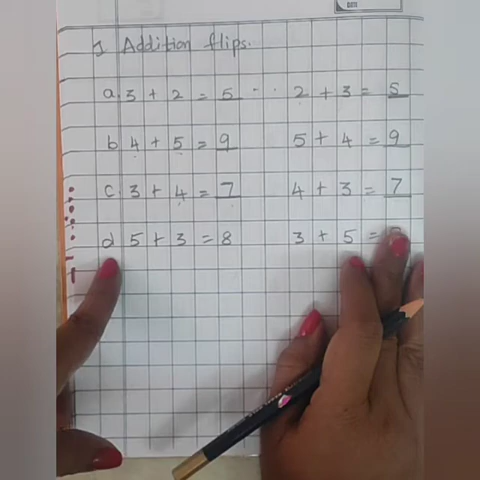 1 Addition flips.
a. 3 + 2 = 5 .. 2 + 3 = 5
b 4 + 5 = 9 5 + 4 = 9
c. 3 + 4 = 7 4 + 3 = 7
d 5 + 3 = 8 3 + 5 =